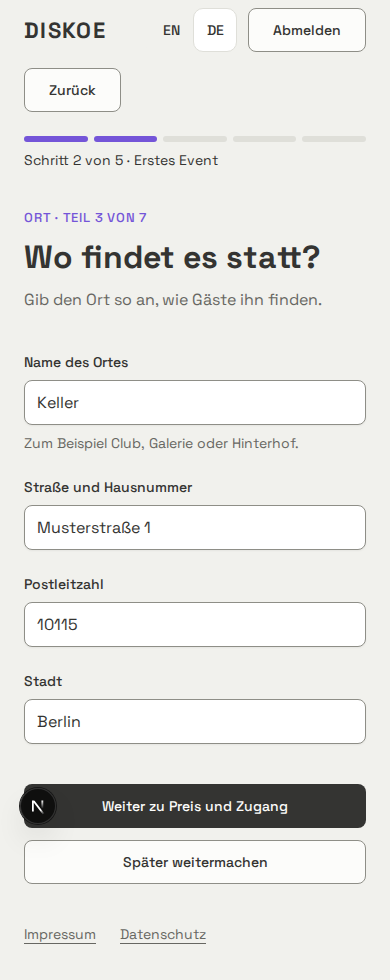 DISKOE
EN
DE
Abmelden
Zurück
Schritt 2 von 5 · Erstes Event
ORT · TEIL 3 VON 7
Wo findet es statt?
Gib den Ort so an, wie Gäste ihn finden.
Name des Ortes
Keller
Zum Beispiel Club, Galerie oder Hinterhof.
Straße und Hausnummer
Musterstraße 1
Postleitzahl
10115
Stadt
Berlin
N
Weiter zu Preis und Zugang
Später weitermachen
Impressum
Datenschutz